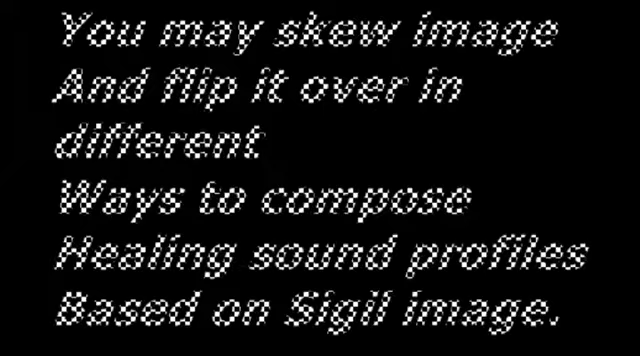 You may skew image
And flip it over in
different
Ways to compose
Healing sound profiles
Based on Sigil image.